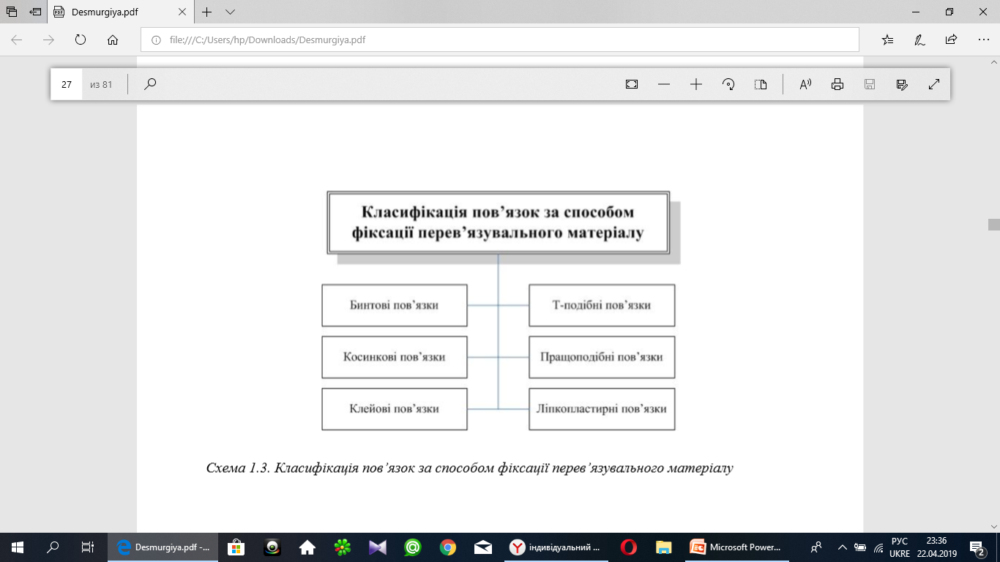 Desmurgiya.pdf
file:///C:/Users/hp/Downloads/Desmurgiya.pdf
27 из 81
Класифікація пов’язок за способом
фіксації перев’язувального матеріалу
Бинтові пов’язки
Т-подібні пов’язки
Косинкові пов’язки
Пращоподібні пов’язки
Клейові пов’язки
Ліпкопластирні пов’язки
Схема 1.3. Класифікація пов’язок за способом фіксації перев’язувального матеріалу
Desmurgiya.pdf -...
індивідуальний ...
Microsoft Power...
РУС
UKRE
23:36
22.04.2019
2